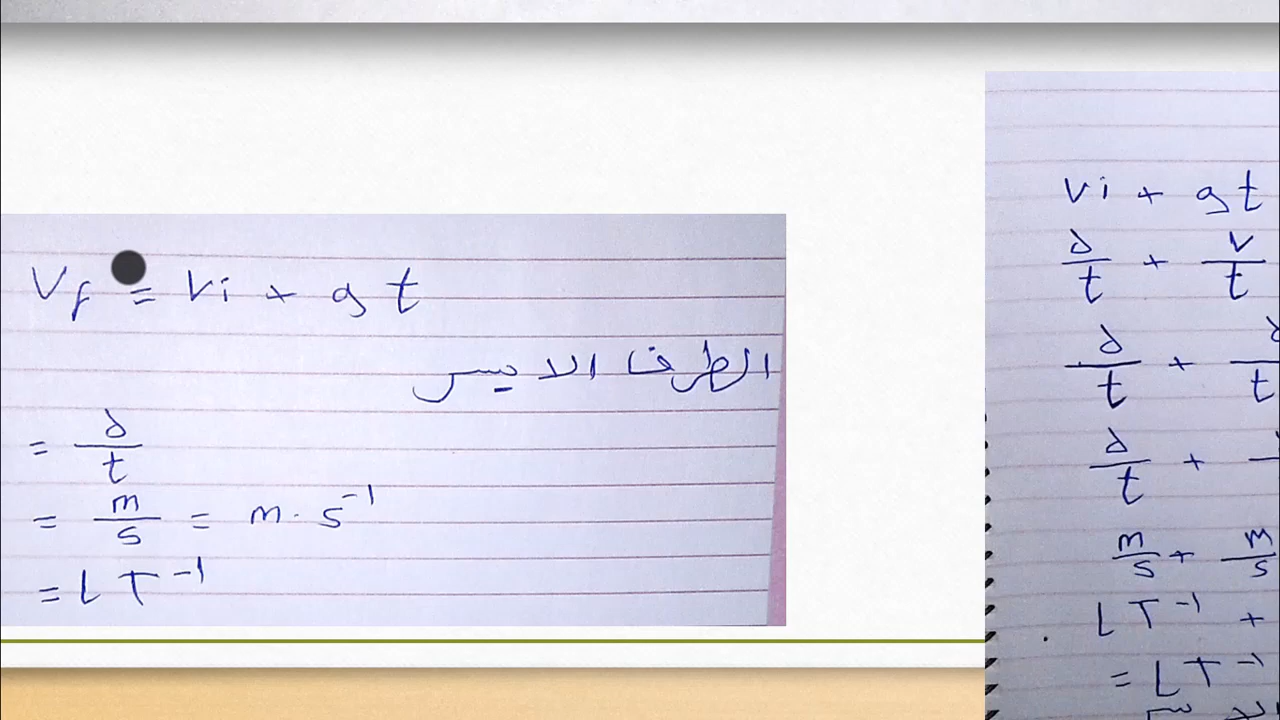 Vf = Vi + g t
الطرف الايسر
= d/t
= m/s = m. s⁻¹
= L T⁻¹
Vi + g t
d/t + v/t
d/t + d/t
d/t +
m/s + m/s
L T⁻¹ +
= L T⁻¹